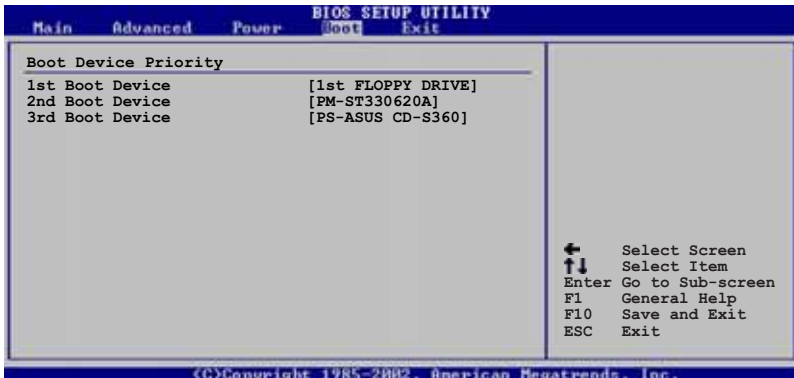 BIOS SETUP UTILITY
Main Advanced Power Boot Exit
Boot Device Priority
1st Boot Device [1st FLOPPY DRIVE]
2nd Boot Device [PM-ST330620A]
3rd Boot Device [PS-ASUS CD-S360]
← Select Screen
↑↓ Select Item
Enter Go to Sub-screen
F1 General Help
F10 Save and Exit
ESC Exit
(C)Copyright 1985-2002, American Megatrends, Inc.